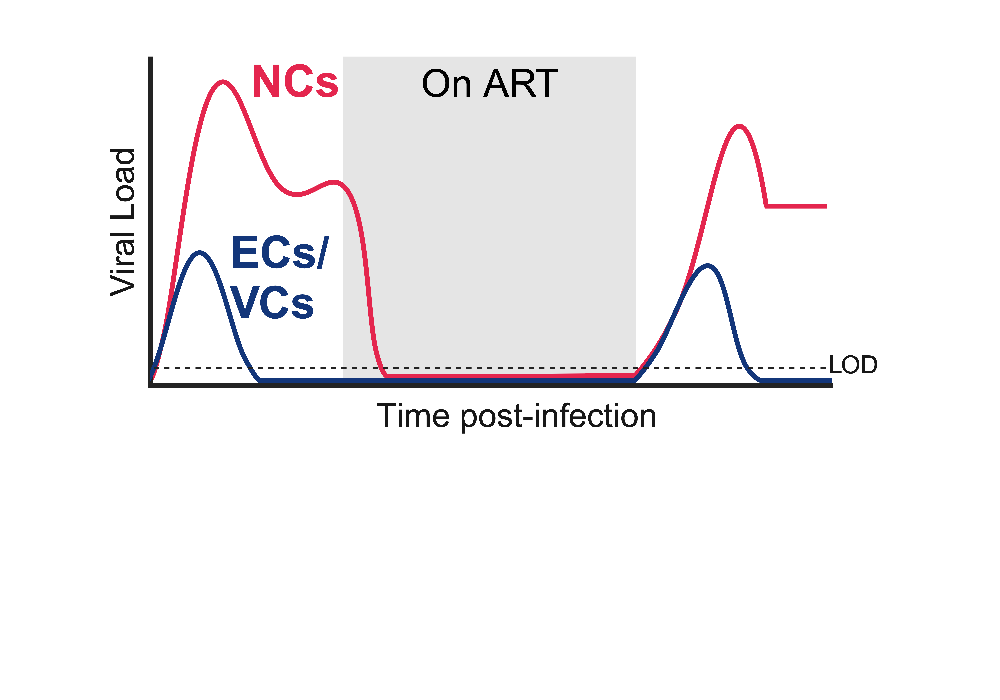 NCs
On ART
ECs/
VCs
Viral Load
LOD
Time post-infection